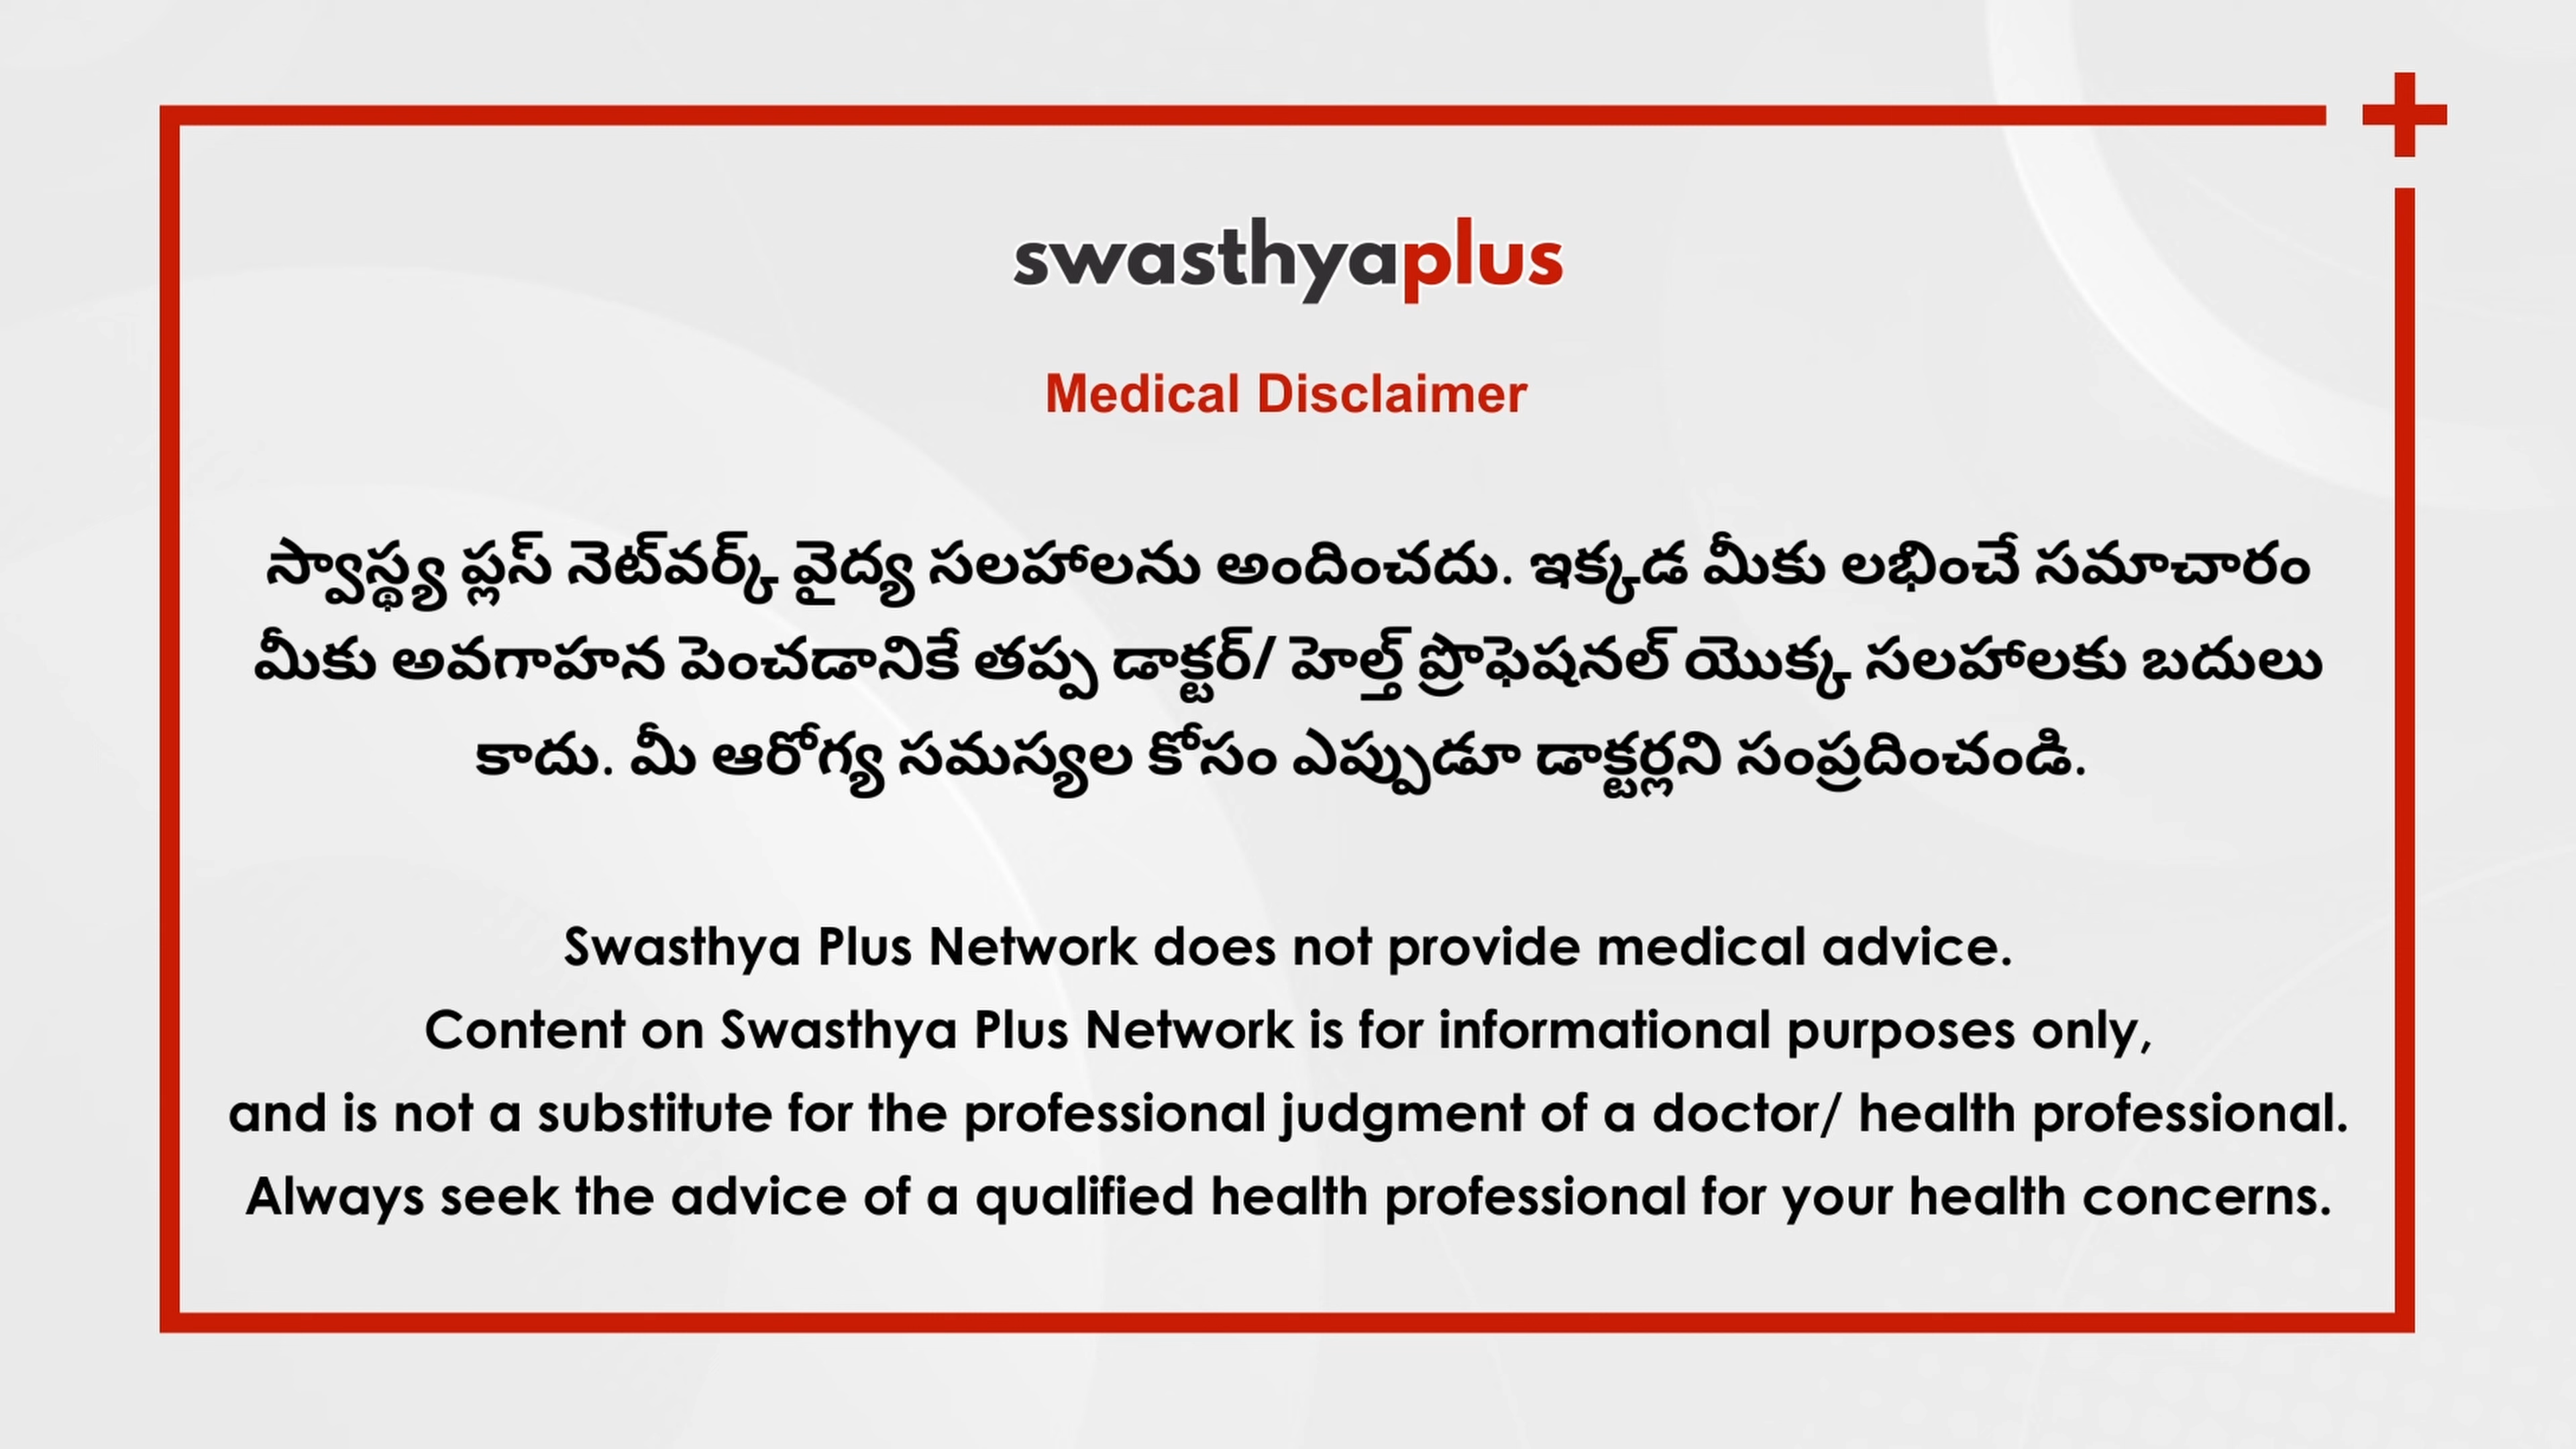 swasthyaplus
Medical Disclaimer
స్వాస్థ్య ప్లస్ నెట్‌వర్క్ వైద్య సలహాలను అందించదు. ఇక్కడ మీకు లభించే సమాచారం
మీకు అవగాహన పెంచడానికే తప్ప డాక్టర్/ హెల్త్ ప్రొఫెషనల్ యొక్క సలహాలకు బదులు
కాదు. మీ ఆరోగ్య సమస్యల కోసం ఎప్పుడూ డాక్టర్లని సంప్రదించండి.
Swasthya Plus Network does not provide medical advice.
Content on Swasthya Plus Network is for informational purposes only,
and is not a substitute for the professional judgment of a doctor/ health professional.
Always seek the advice of a qualified health professional for your health concerns.